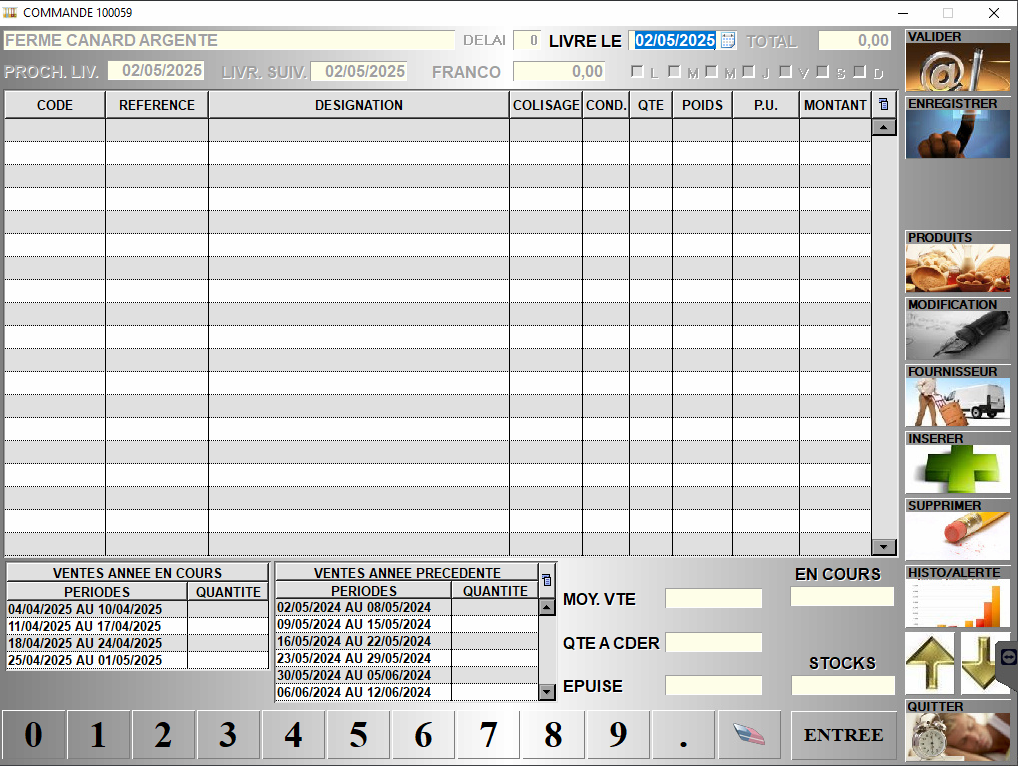 COMMANDE 100059
FERME CANARD ARGENTE DELAI 0 LIVRE LE 02/05/2025 TOTAL 0,00
PROCH. LIV. 02/05/2025 LIVR. SUIV. 02/05/2025 FRANCO 0,00 L M M J V S D
CODE REFERENCE DESIGNATION COLISAGE COND. QTE POIDS P.U. MONTANT
VALIDER
ENREGISTRER
PRODUITS
MODIFICATION
FOURNISSEUR
INSERER
SUPPRIMER
HISTO/ALERTE
QUITTER
VENTES ANNEE EN COURS
PERIODES QUANTITE
04/04/2025 AU 10/04/2025
11/04/2025 AU 17/04/2025
18/04/2025 AU 24/04/2025
25/04/2025 AU 01/05/2025
VENTES ANNEE PRECEDENTE
PERIODES QUANTITE
02/05/2024 AU 08/05/2024
09/05/2024 AU 15/05/2024
16/05/2024 AU 22/05/2024
23/05/2024 AU 29/05/2024
30/05/2024 AU 05/06/2024
06/06/2024 AU 12/06/2024
MOY. VTE
QTE A CDER
EPUISE
EN COURS
STOCKS
0 1 2 3 4 5 6 7 8 9 . ENTREE